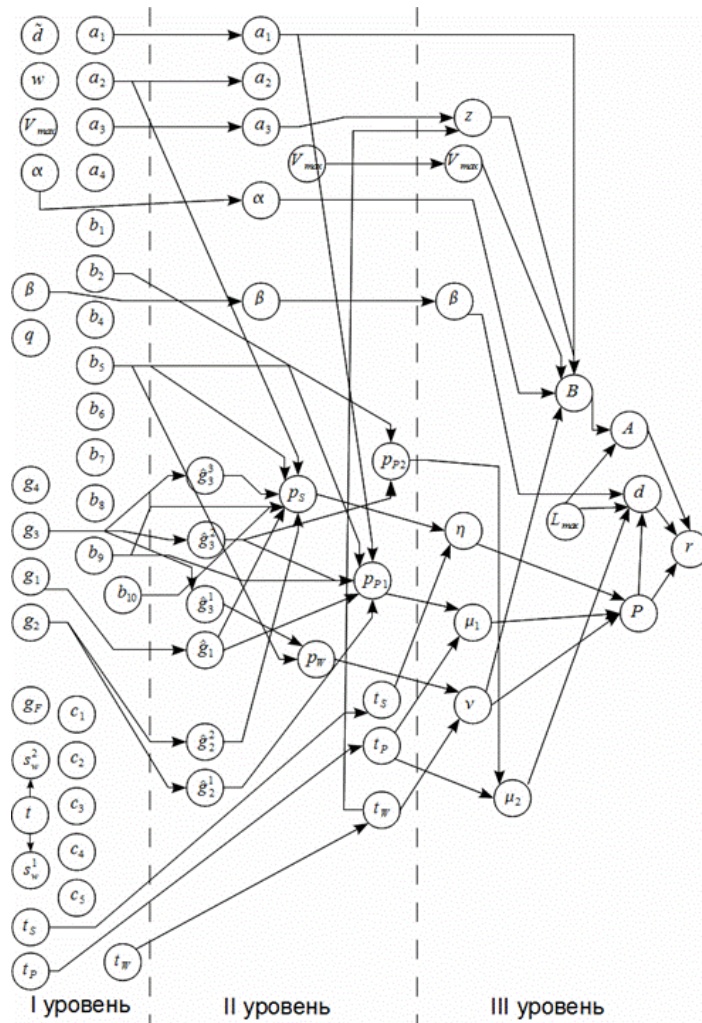 d̃ a₁ a₁
w a₂ a₂
V_max a₃ a₃ z
α a₄ V_max V_max
α
b₁
b₂
β β β
b₄
q
b₅
B
b₆
A
b₇ p_P2
g₄ ĝ₃³ p_S d
b₈ L_max
g₃ ĝ₃² η r
b₉
g₁ b₁₀ p_P1
ĝ₃¹ P
g₂ μ₁
ĝ₁ p_W
g_F c₁ t_S ν
ĝ₂²
s_w² c₂ t_P
ĝ₂¹ μ₂
t c₃ t_W
c₄
s_w¹
c₅
t_S
t_P t_W
I уровень II уровень III уровень